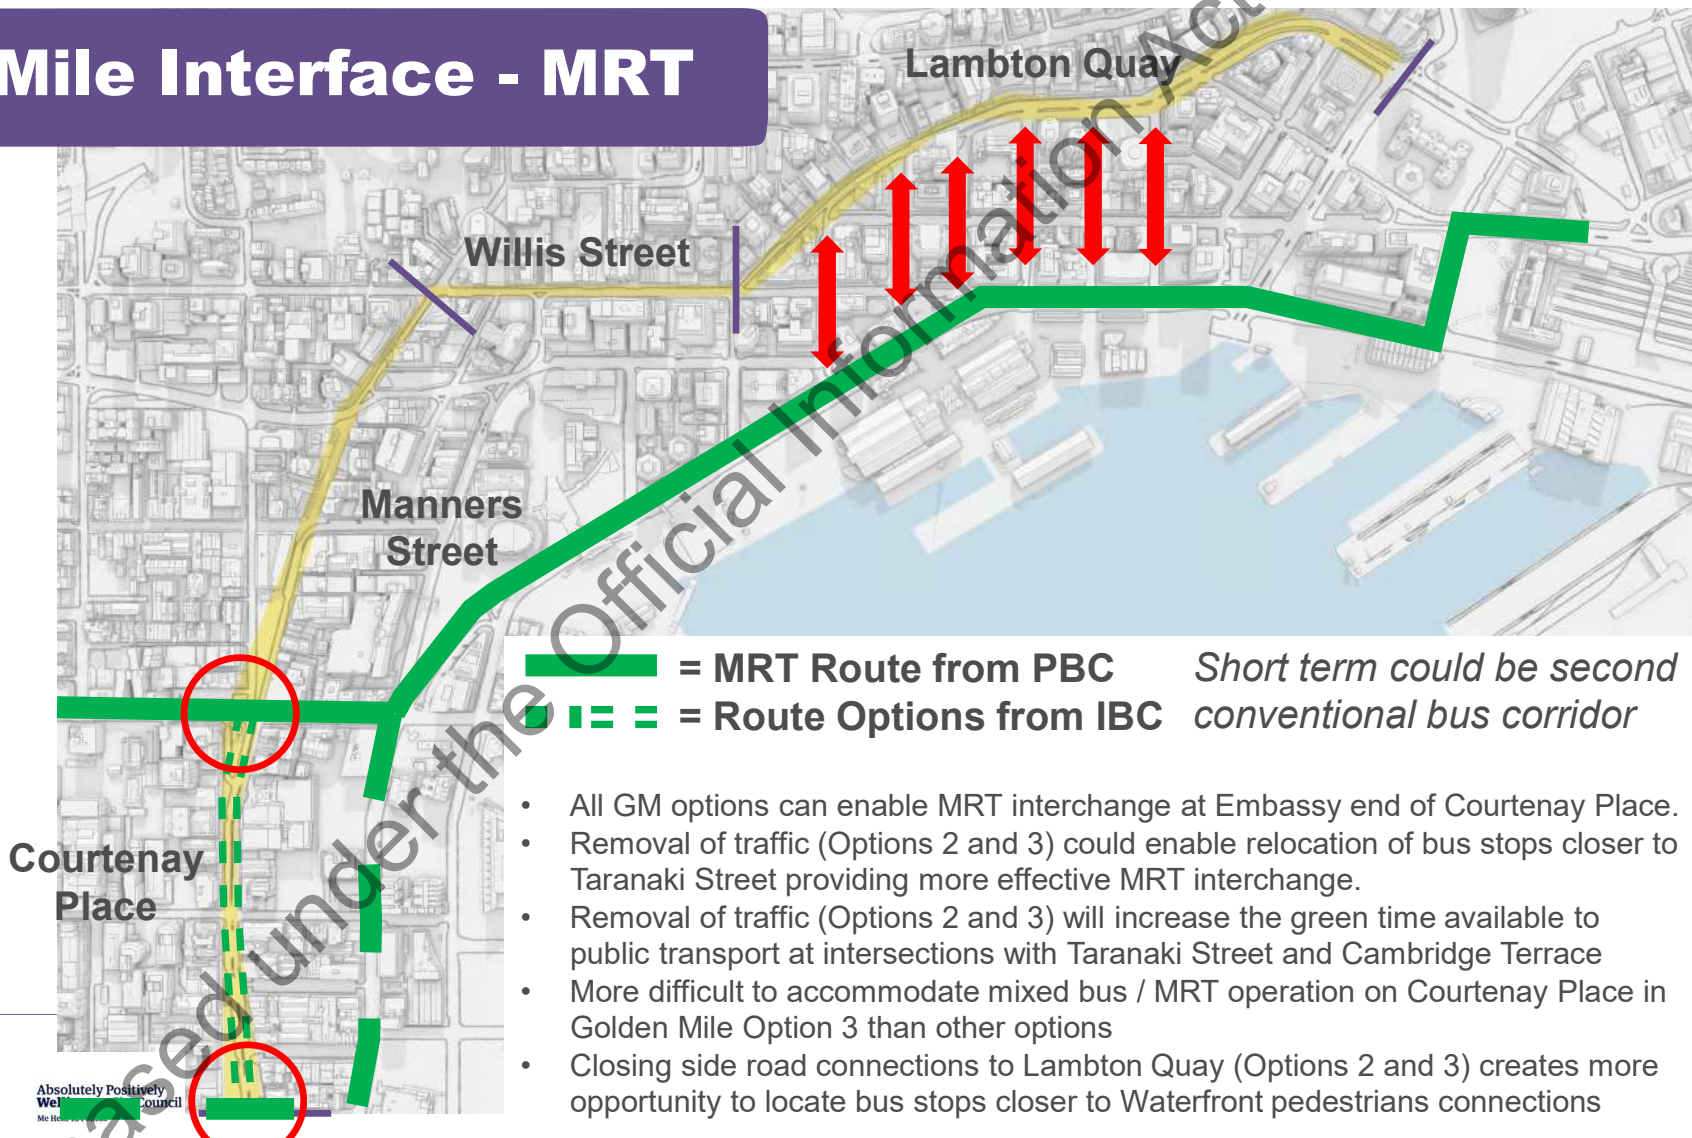 Mile Interface - MRT
Lambton Quay
Willis Street
Manners
Street
Courtenay
Place
= MRT Route from PBC
= Route Options from IBC
Short term could be second
conventional bus corridor
• All GM options can enable MRT interchange at Embassy end of Courtenay Place.
• Removal of traffic (Options 2 and 3) could enable relocation of bus stops closer to
Taranaki Street providing more effective MRT interchange.
• Removal of traffic (Options 2 and 3) will increase the green time available to
public transport at intersections with Taranaki Street and Cambridge Terrace
• More difficult to accommodate mixed bus / MRT operation on Courtenay Place in
Golden Mile Option 3 than other options
• Closing side road connections to Lambton Quay (Options 2 and 3) creates more
opportunity to locate bus stops closer to Waterfront pedestrians connections
Absolutely Positively
Council
under the Official Information Act